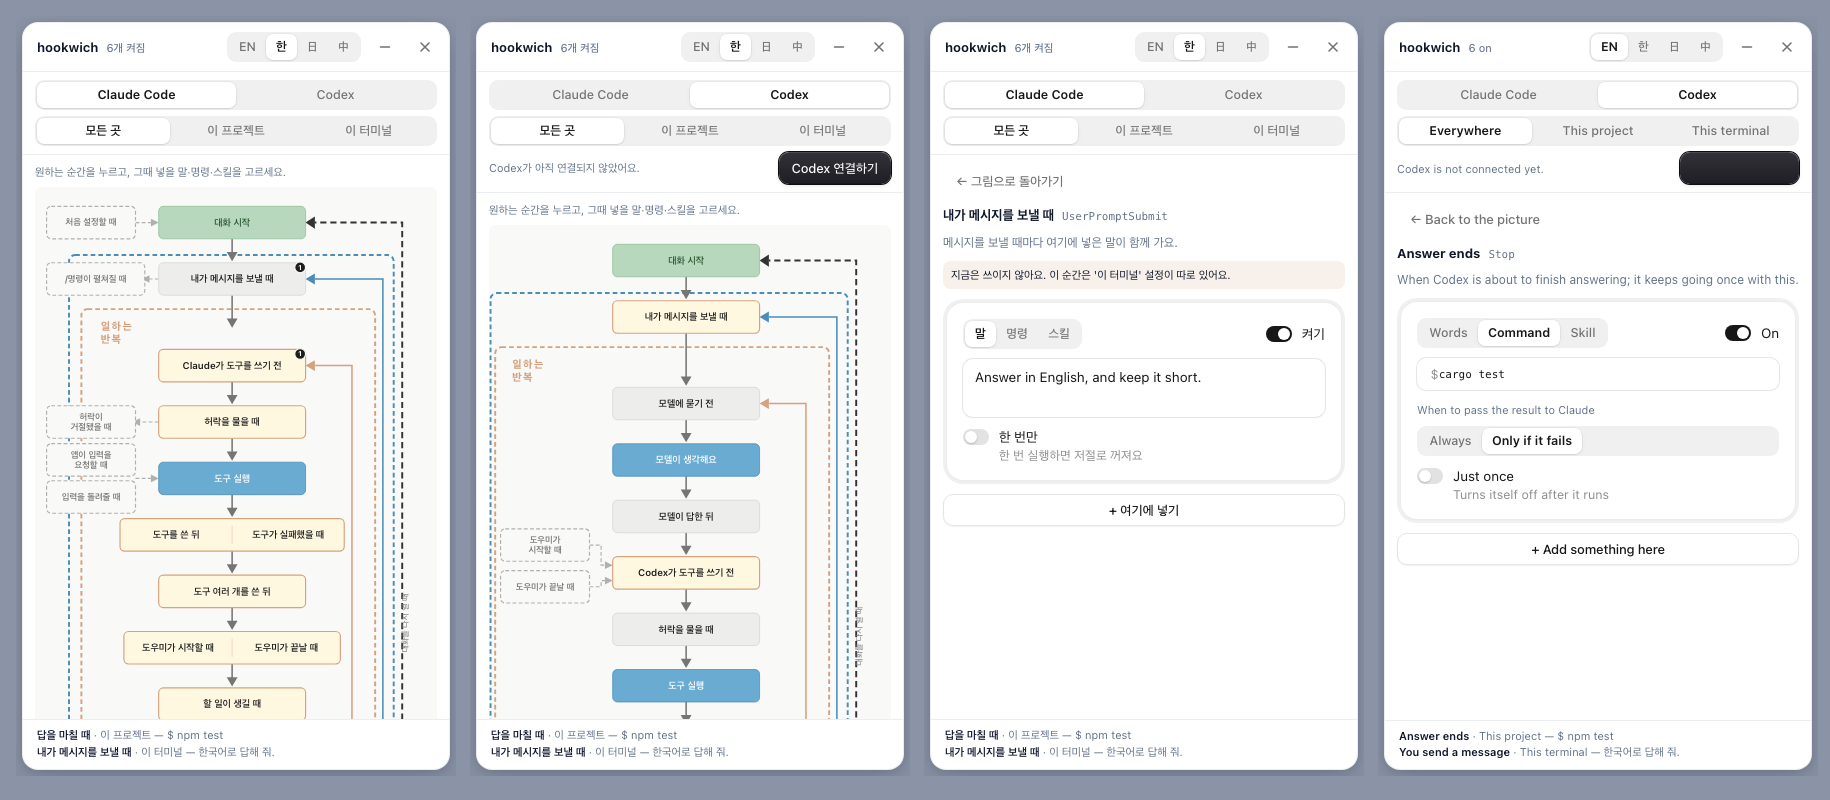 hookwich 6개 켜짐 EN 한 日 中
Claude Code Codex
모든 곳 이 프로젝트 이 터미널
원하는 순간을 누르고, 그때 넣을 말·명령·스킬을 고르세요.
처음 설정할 때
대화 시작
/명령이 펼쳐질 때
내가 메시지를 보낼 때
1
일하는
반복
Claude가 도구를 쓰기 전
1
허락이
거절됐을 때
허락을 물을 때
앱이 입력을
요청할 때
도구 실행
입력을 돌려줄 때
도구를 쓴 뒤 도구가 실패했을 때
도구 여러 개를 쓴 뒤
도우미가 시작할 때 도우미가 끝날 때
할 일이 생길 때
답을 마칠 때 · 이 프로젝트 — $ npm test
내가 메시지를 보낼 때 · 이 터미널 — 한국어로 답해 줘.
hookwich 6개 켜짐 EN 한 日 中
Claude Code Codex
모든 곳 이 프로젝트 이 터미널
Codex가 아직 연결되지 않았어요. Codex 연결하기
원하는 순간을 누르고, 그때 넣을 말·명령·스킬을 고르세요.
대화 시작
내가 메시지를 보낼 때
일하는
반복
모델에 묻기 전
모델이 생각해요
모델이 답한 뒤
도우미가
시작할 때
Codex가 도구를 쓰기 전
도우미가 끝날 때
허락을 물을 때
도구 실행
답을 마칠 때 · 이 프로젝트 — $ npm test
내가 메시지를 보낼 때 · 이 터미널 — 한국어로 답해 줘.
hookwich 6개 켜짐 EN 한 日 中
Claude Code Codex
모든 곳 이 프로젝트 이 터미널
← 그림으로 돌아가기
내가 메시지를 보낼 때 UserPromptSubmit
메시지를 보낼 때마다 여기에 넣은 말이 함께 가요.
지금은 쓰이지 않아요. 이 순간은 '이 터미널' 설정이 따로 있어요.
말 명령 스킬 켜기
Answer in English, and keep it short.
한 번만
한 번 실행하면 저절로 꺼져요
+ 여기에 넣기
답을 마칠 때 · 이 프로젝트 — $ npm test
내가 메시지를 보낼 때 · 이 터미널 — 한국어로 답해 줘.
hookwich 6 on EN 한 日 中
Claude Code Codex
Everywhere This project This terminal
Codex is not connected yet.
← Back to the picture
Answer ends Stop
When Codex is about to finish answering; it keeps going once with this.
Words Command Skill On
$cargo test
When to pass the result to Claude
Always Only if it fails
Just once
Turns itself off after it runs
+ Add something here
Answer ends · This project — $ npm test
You send a message · This terminal — 한국어로 답해 줘.